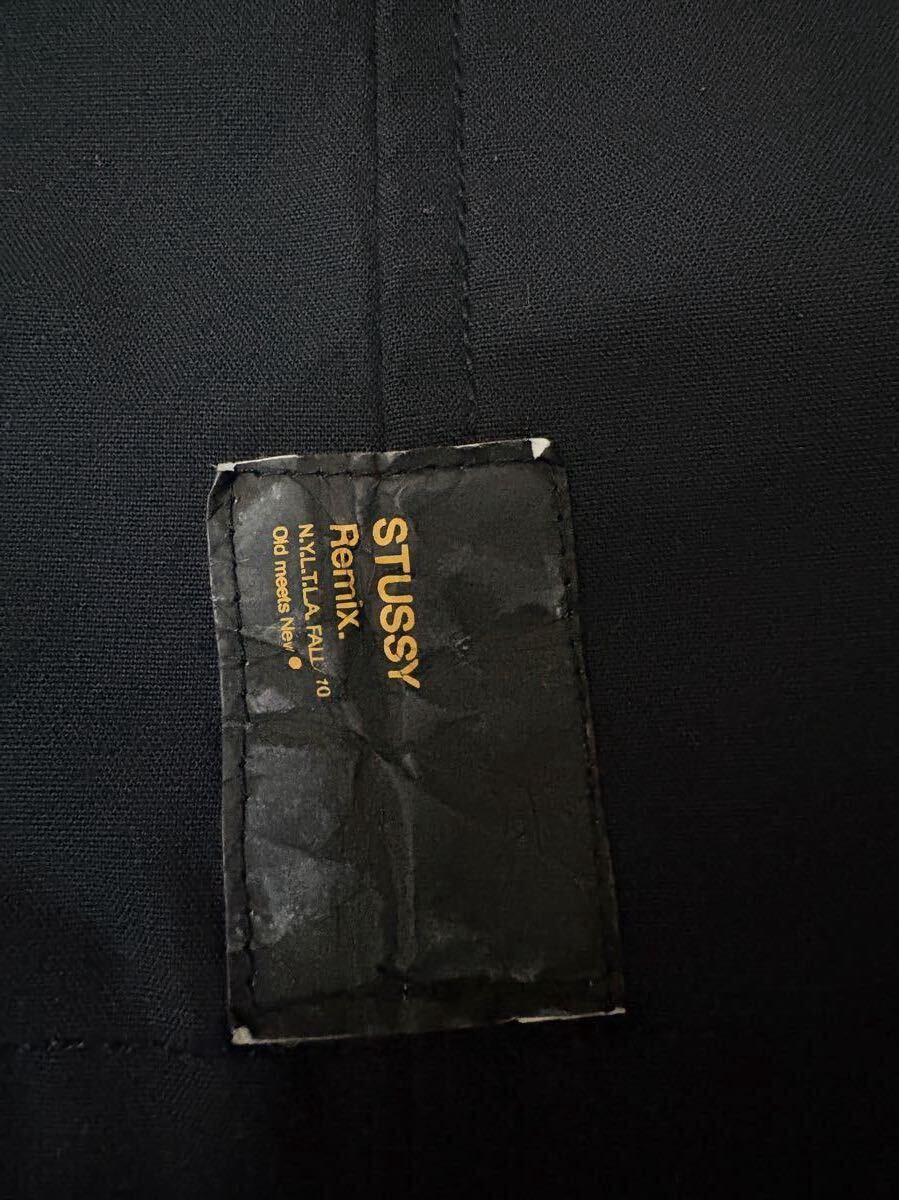 STUSSY
Remix.
N.Y.L.T.L.A. FALL/10
Old meets New